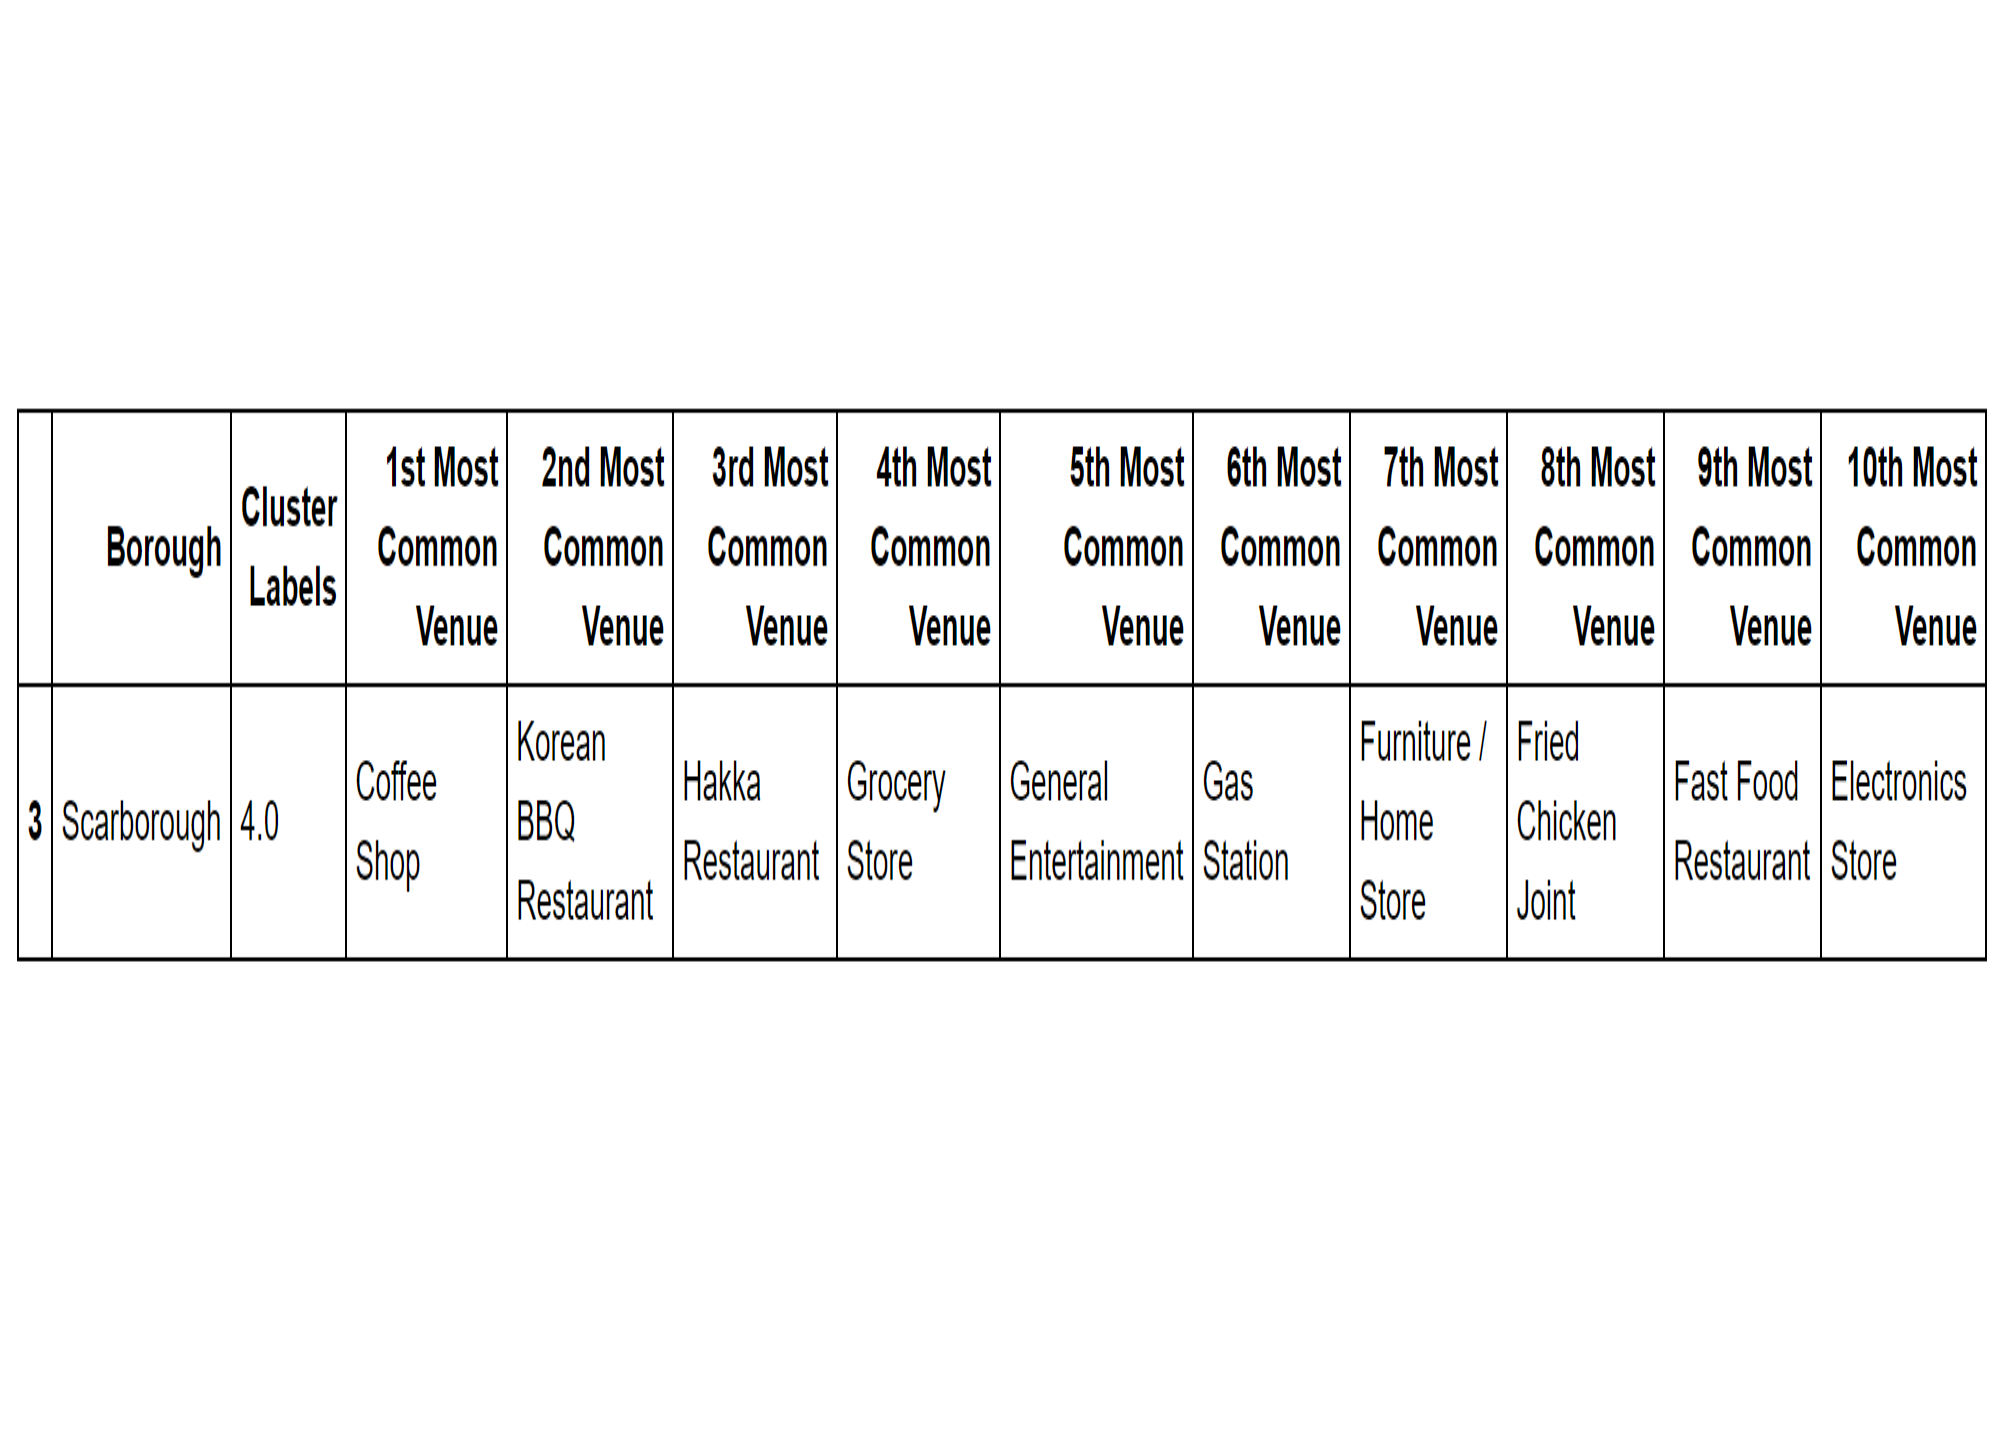 Borough
Cluster
Labels
1st Most
Common
Venue
2nd Most
Common
Venue
3rd Most
Common
Venue
4th Most
Common
Venue
5th Most
Common
Venue
6th Most
Common
Venue
7th Most
Common
Venue
8th Most
Common
Venue
9th Most
Common
Venue
10th Most
Common
Venue
3
Scarborough
4.0
Coffee
Shop
Korean
BBQ
Restaurant
Hakka
Restaurant
Grocery
Store
General
Entertainment
Gas
Station
Furniture /
Home
Store
Fried
Chicken
Joint
Fast Food
Restaurant
Electronics
Store